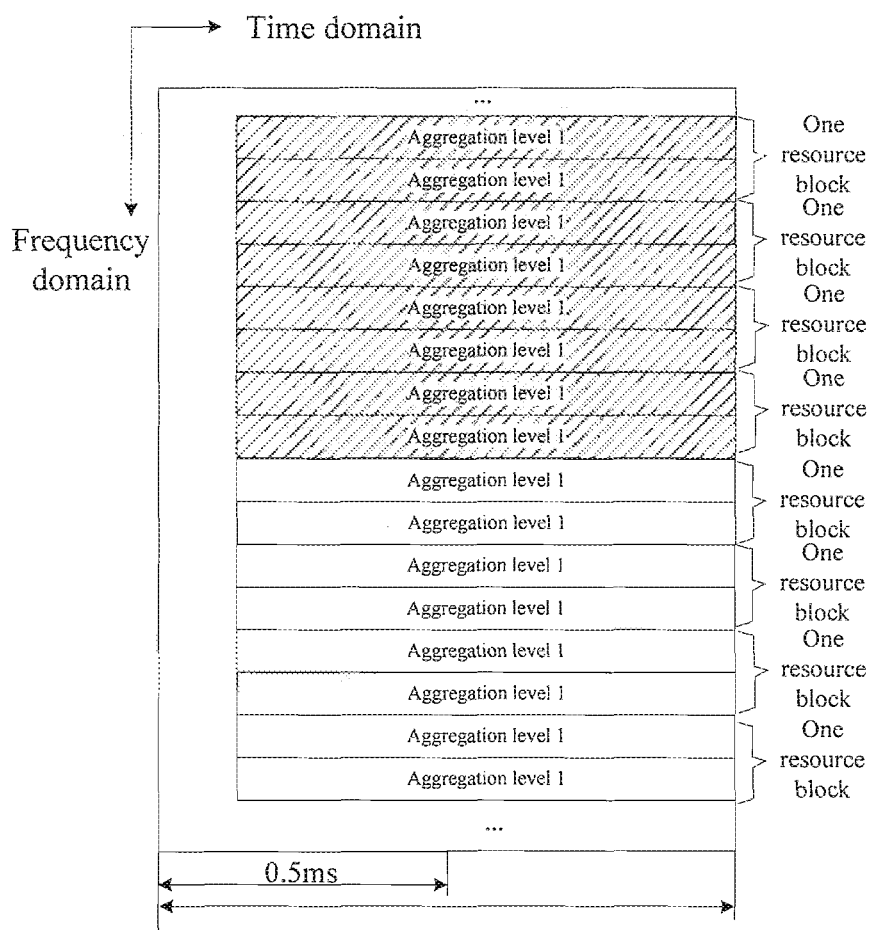 Time domain
Frequency
domain
...
Aggregation level 1
Aggregation level 1
One
resource
block
Aggregation level 1
Aggregation level 1
One
resource
block
Aggregation level 1
Aggregation level 1
One
resource
block
Aggregation level 1
Aggregation level 1
One
resource
block
Aggregation level 1
Aggregation level 1
One
resource
block
Aggregation level 1
Aggregation level 1
One
resource
block
Aggregation level 1
Aggregation level 1
One
resource
block
Aggregation level 1
Aggregation level 1
One
resource
block
...
0.5ms